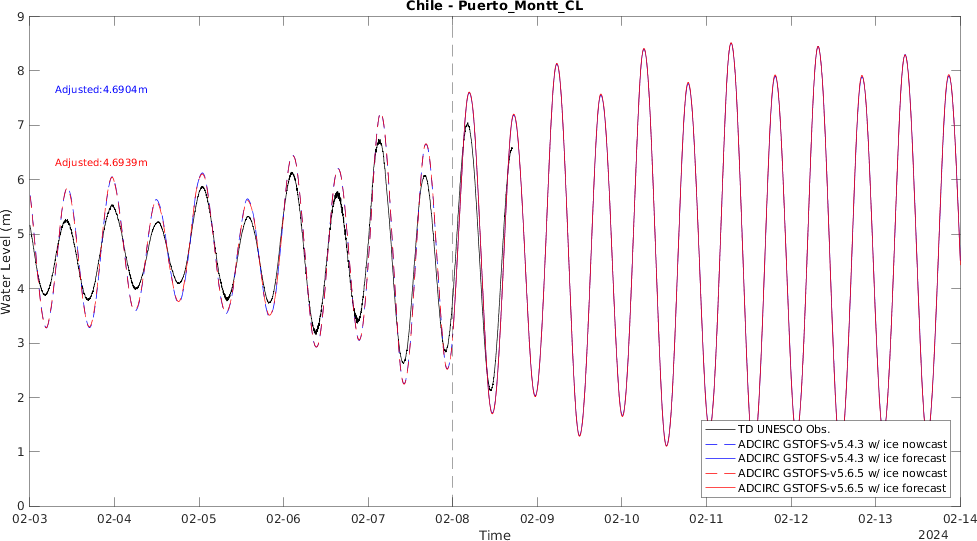 Chile - Puerto_Montt_CL
Water Level (m)
9
8
7
6
5
4
3
2
1
0
Adjusted:4.6904m
Adjusted:4.6939m
TD UNESCO Obs.
ADCIRC GSTOFS-v5.4.3 w/ ice nowcast
ADCIRC GSTOFS-v5.4.3 w/ ice forecast
ADCIRC GSTOFS-v5.6.5 w/ ice nowcast
ADCIRC GSTOFS-v5.6.5 w/ ice forecast
02-03 02-04 02-05 02-06 02-07 02-08 02-09 02-10 02-11 02-12 02-13 02-14
Time
2024